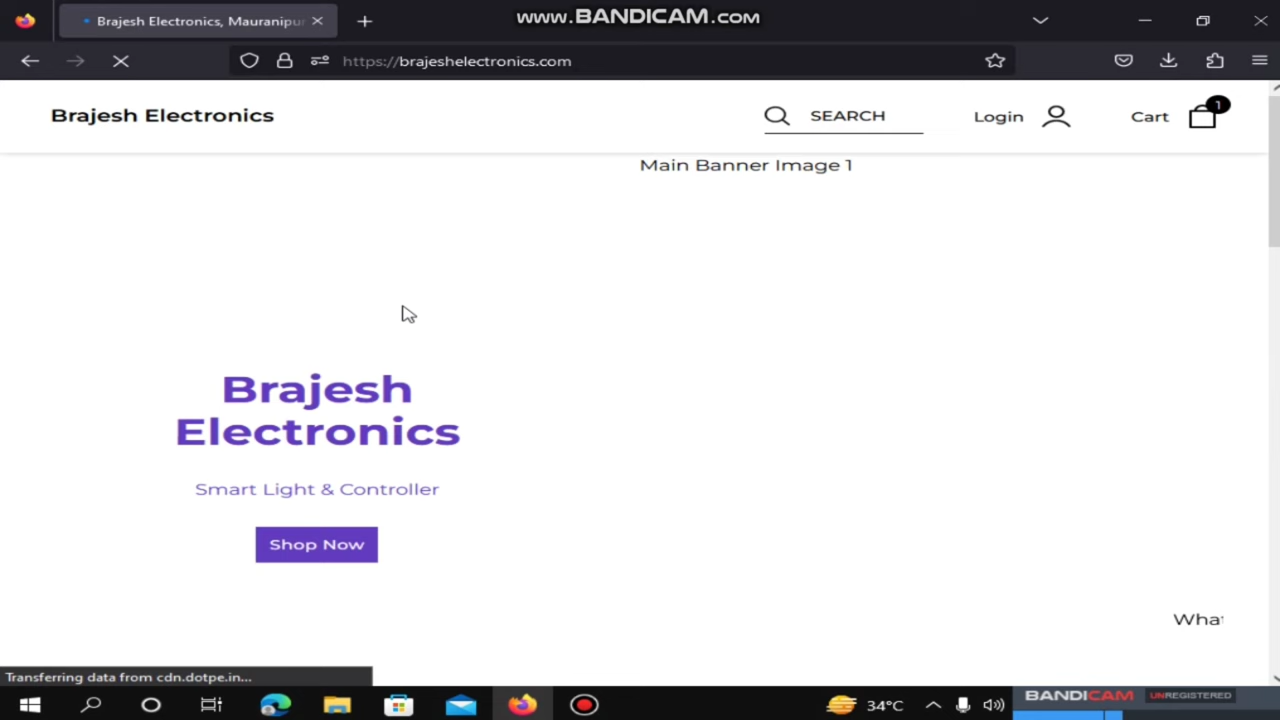 www.BANDICAM.com
Brajesh Electronics, Mauranipur
https://brajeshelectronics.com
Brajesh Electronics
SEARCH
Login
Cart
1
Main Banner Image 1
Brajesh
Electronics
Smart Light & Controller
Shop Now
What
Transferring data from cdn.dotpe.in...
34°C
BANDICAM UNREGISTERED